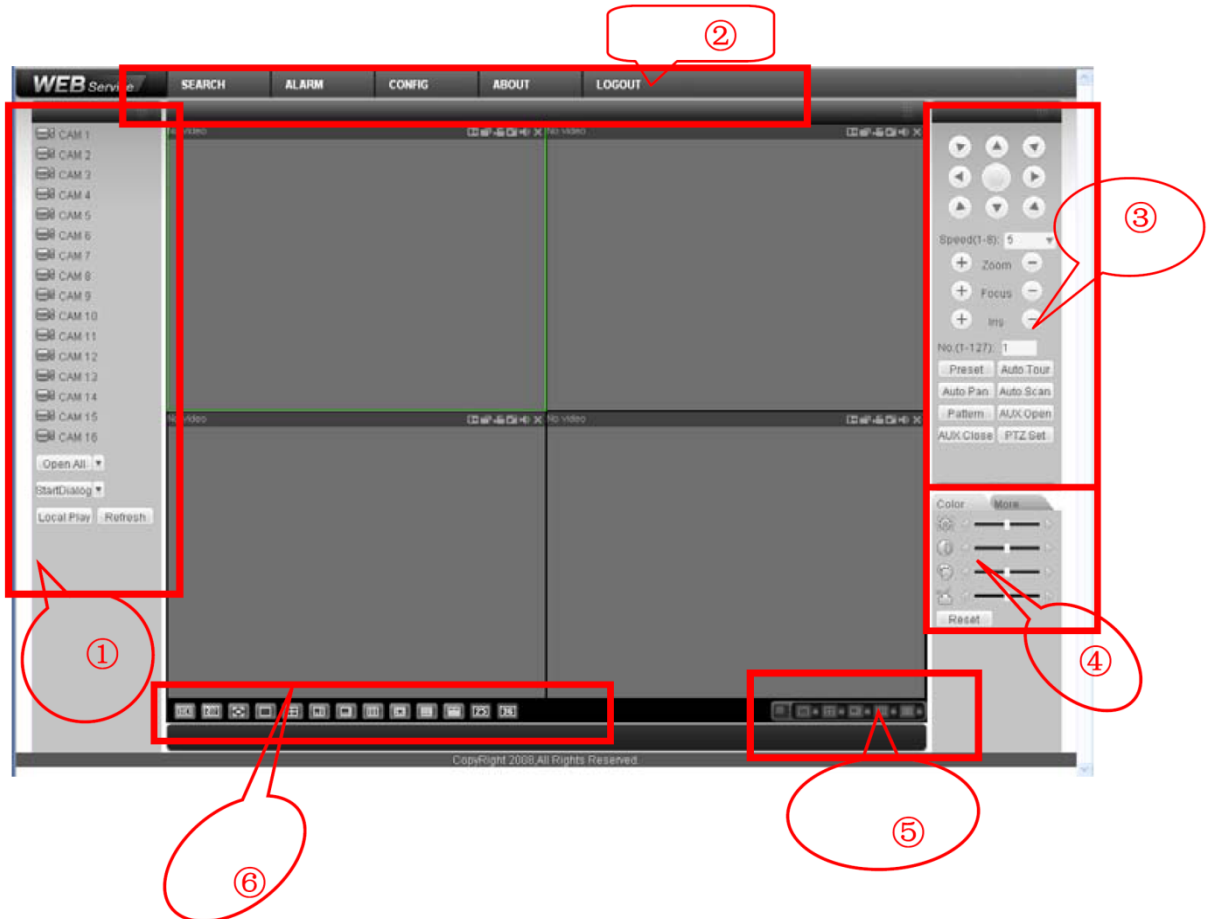 ②
WEB Service SEARCH ALARM CONFIG ABOUT LOGOUT
CAM 1
CAM 2
CAM 3
CAM 4
CAM 5
CAM 6
CAM 7
CAM 8
CAM 9
CAM 10
CAM 11
CAM 12
CAM 13
CAM 14
CAM 15
CAM 16
Open All
StartDialog
Local Play Refresh
①
No video
No video
No video
No video
③
Speed(1-8): 5
+ Zoom −
+ Focus −
+ Iris −
No.(1-127): 1
Preset Auto Tour
Auto Pan Auto Scan
Pattern AUX Open
AUX Close PTZ Set
Color More
Reset
④
25 36
⑤
CopyRight 2008,All Rights Reserved.
⑥